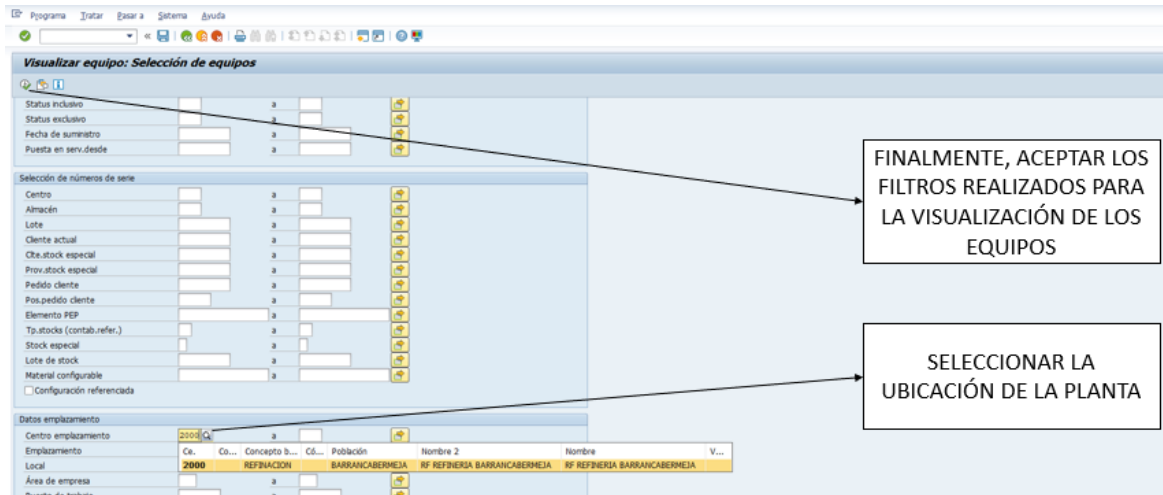 Programa Tratar Pasar a Sistema Ayuda
Visualizar equipo: Selección de equipos
Status inclusivo a
Status exclusivo a
Fecha de suministro a
Puesta en serv.desde a
Selección de números de serie
Centro a
Almacén a
Lote a
Cliente actual a
Clte.stock especial a
Prov.stock especial a
Pedido cliente a
Pos.pedido cliente a
Elemento PEP a
Tp.stocks (contab.refer.) a
Stock especial a
Lote de stock a
Material configurable a
Configuración referenciada
Datos emplazamiento
Centro emplazamiento 2000 a
Emplazamiento Ce. Co... Concepto b... Có... Población Nombre 2 Nombre V...
Local 2000 REFINACION BARRANCABERMEJA RF REFINERIA BARRANCABERMEJA RF REFINERIA BARRANCABERMEJA
Área de empresa a
Puesto de trabajo a
FINALMENTE, ACEPTAR LOS
FILTROS REALIZADOS PARA
LA VISUALIZACIÓN DE LOS
EQUIPOS
SELECCIONAR LA
UBICACIÓN DE LA PLANTA